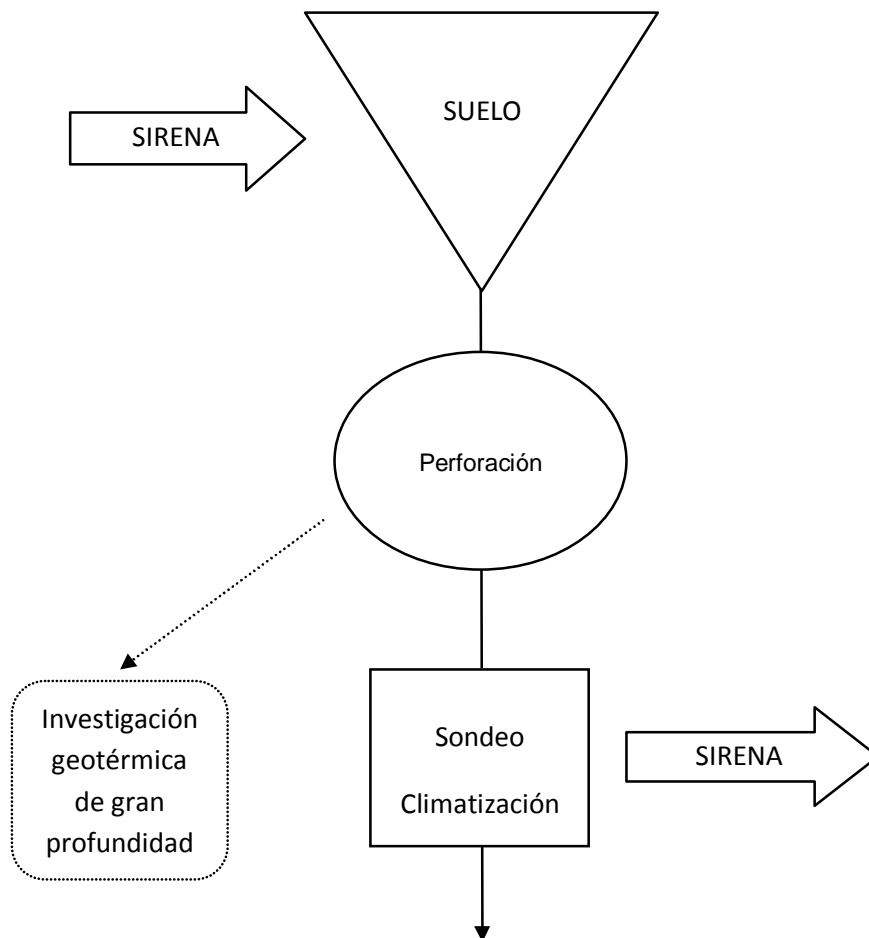 SUELO
SIRENA
Perforación
Investigación
geotérmica
de gran
profundidad
Sondeo
Climatización
SIRENA